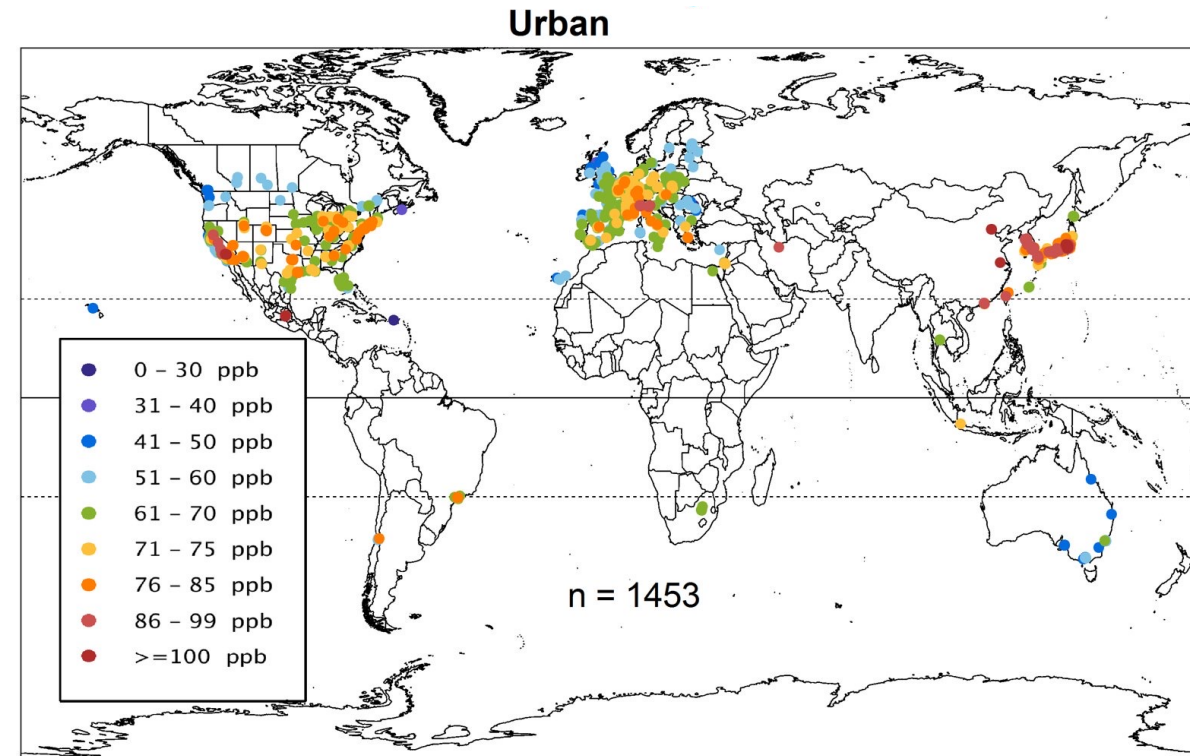 Urban
0 – 30 ppb
31 – 40 ppb
41 – 50 ppb
51 – 60 ppb
61 – 70 ppb
71 – 75 ppb
76 – 85 ppb
86 – 99 ppb
>=100 ppb
n = 1453